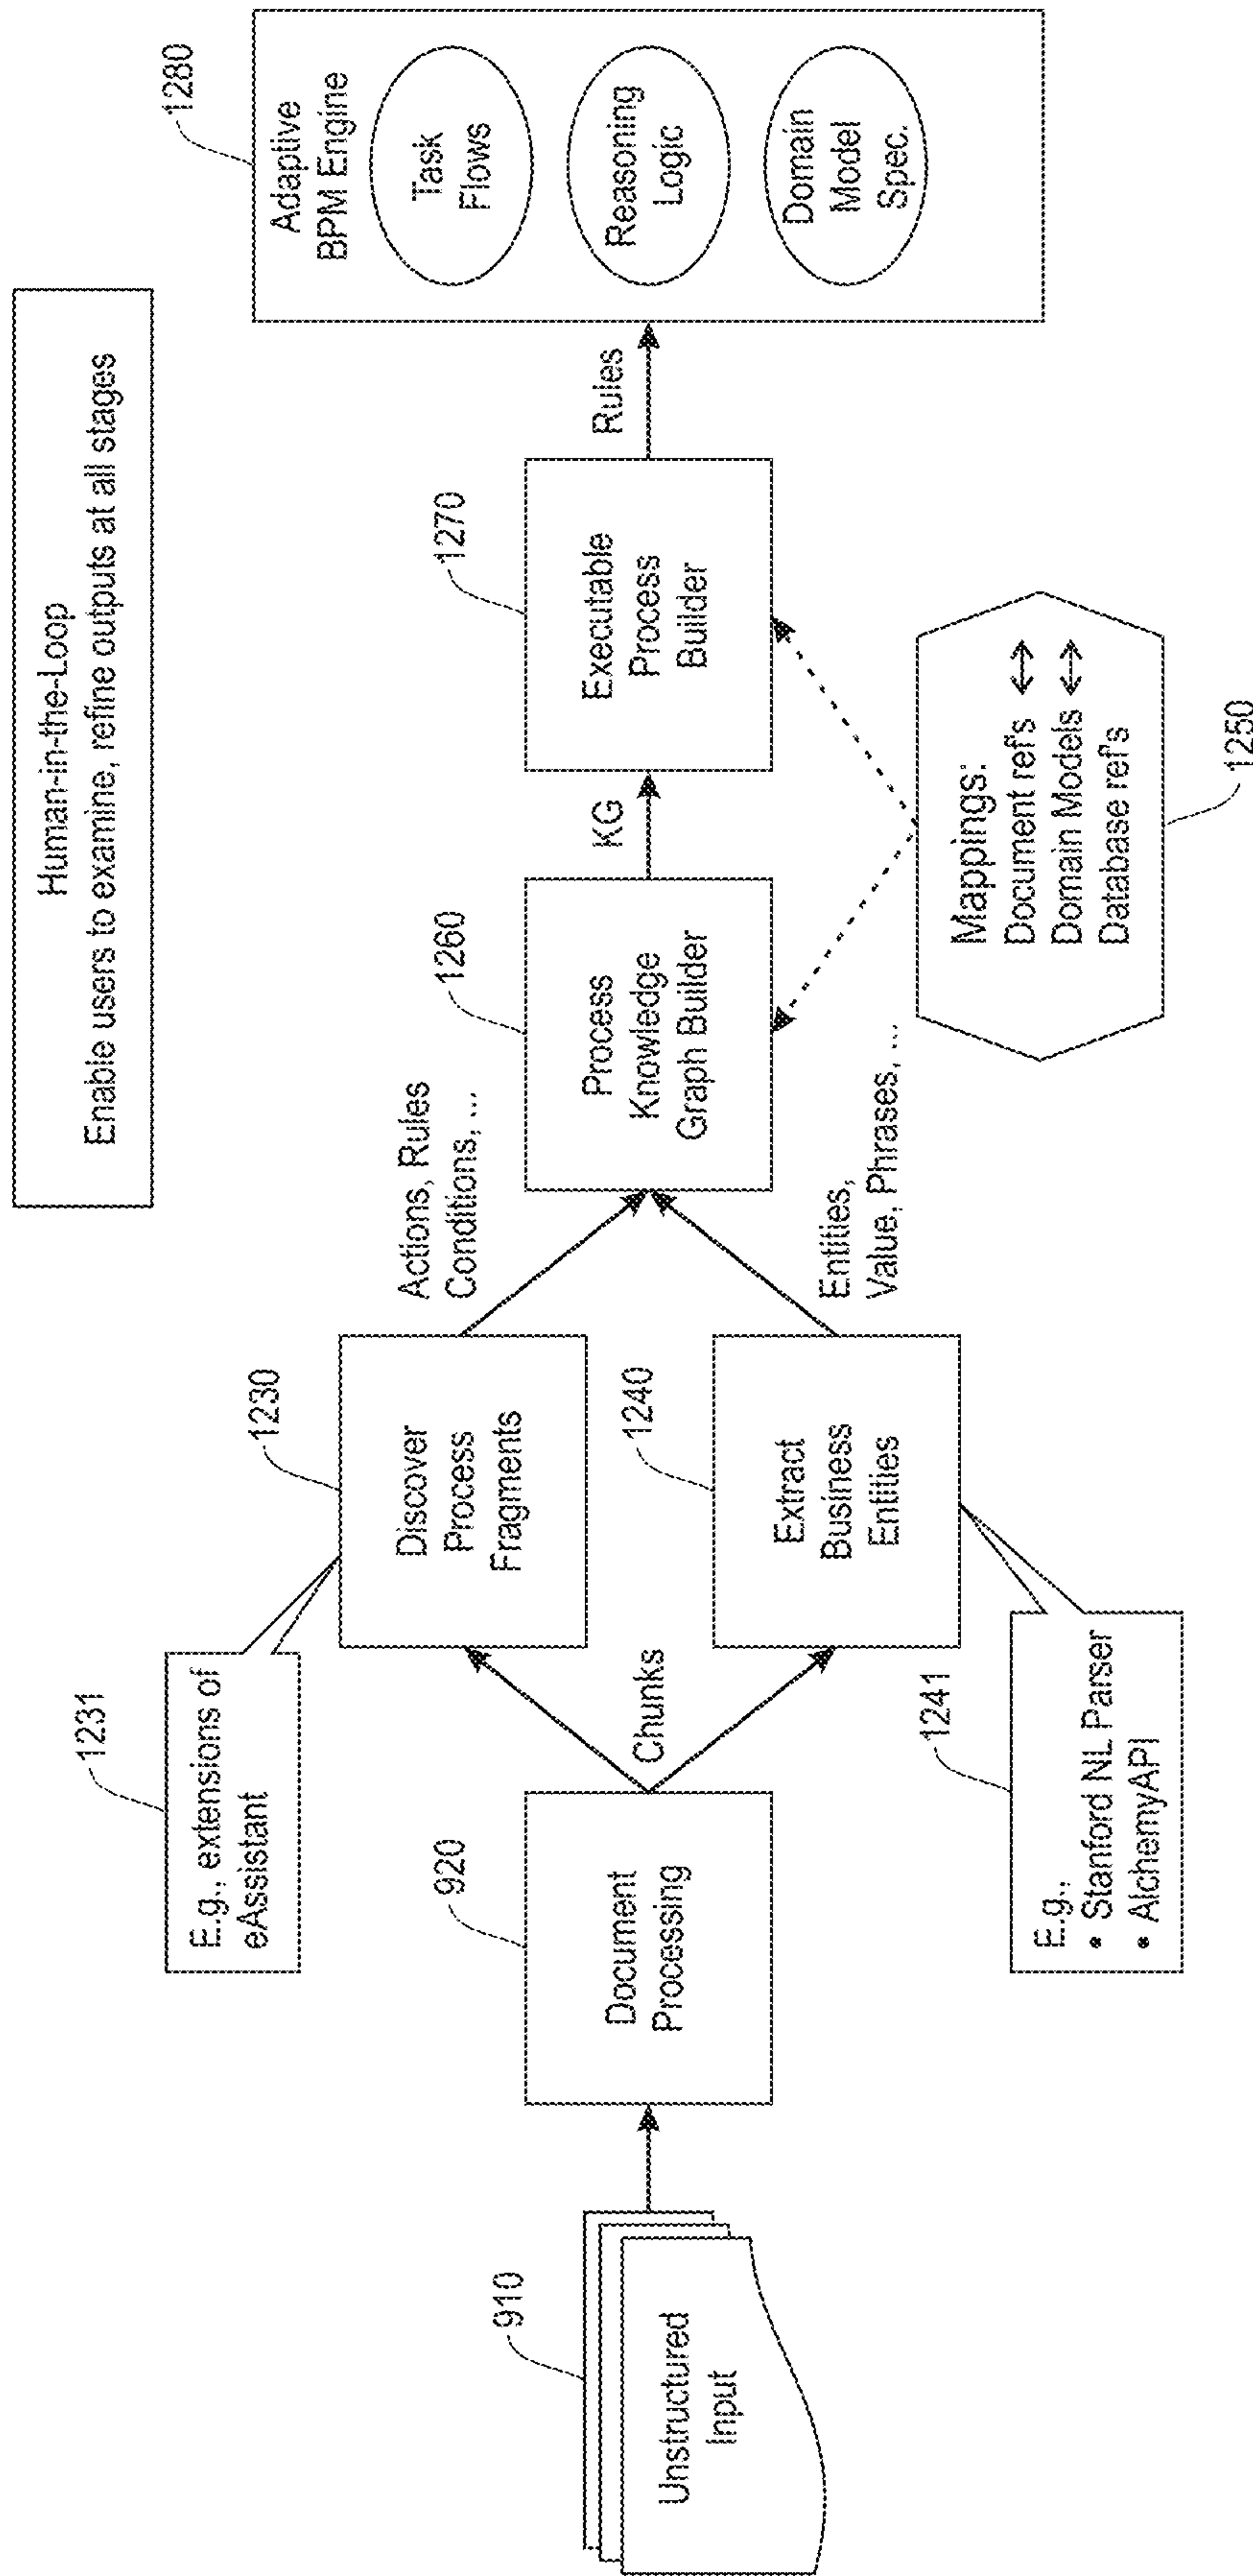 Human-in-the-Loop
Enable users to examine, refine outputs at all stages
910
Unstructured
Input
920
Document
Processing
Chunks
1231
E.g., extensions of
eAssistant
1230
Discover
Process
Fragments
1240
Extract
Business
Entities
1241
E.g.,
• Stanford NL Parser
• AlchemyAPI
Actions, Rules
Conditions, ...
Entities,
Value, Phrases, ...
1260
Process
Knowledge
Graph Builder
KG
1270
Executable
Process
Builder
Mappings:
Document ref's ↔
Domain Models ↔
Database ref's
1250
Rules
1280
Adaptive
BPM Engine
Task
Flows
Reasoning
Logic
Domain
Model
Spec.